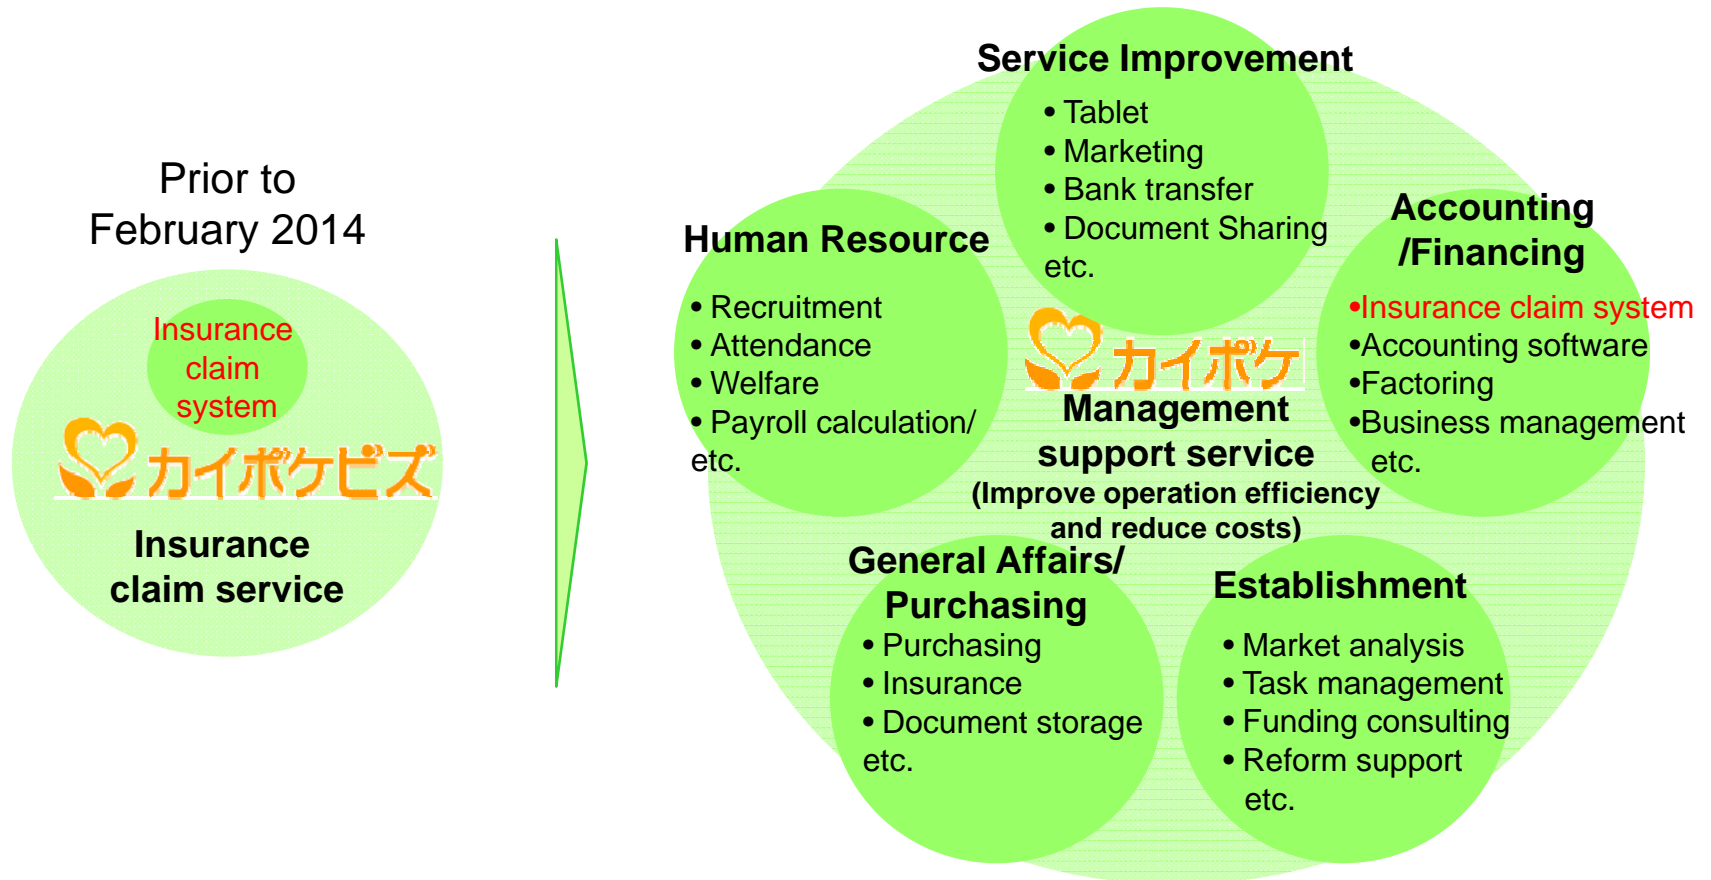 Prior to
February 2014
Insurance
claim
system
カイポケビズ
Insurance
claim service
Service Improvement
• Tablet
• Marketing
• Bank transfer
• Document Sharing
etc.
Human Resource
• Recruitment
• Attendance
• Welfare
• Payroll calculation/
etc.
Accounting
/Financing
•Insurance claim system
•Accounting software
•Factoring
•Business management
etc.
カイポケ
Management
support service
(Improve operation efficiency
and reduce costs)
General Affairs/
Purchasing
• Purchasing
• Insurance
• Document storage
etc.
Establishment
• Market analysis
• Task management
• Funding consulting
• Reform support
etc.